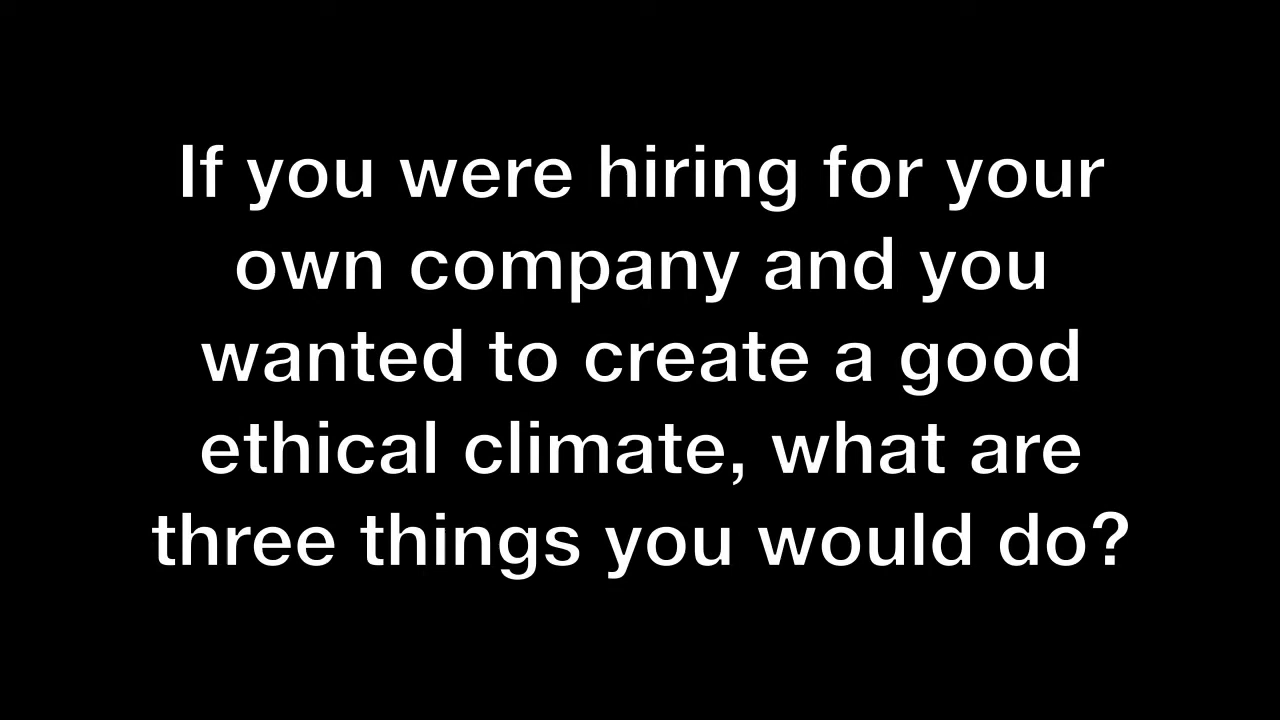 If you were hiring for your
own company and you
wanted to create a good
ethical climate, what are
three things you would do?